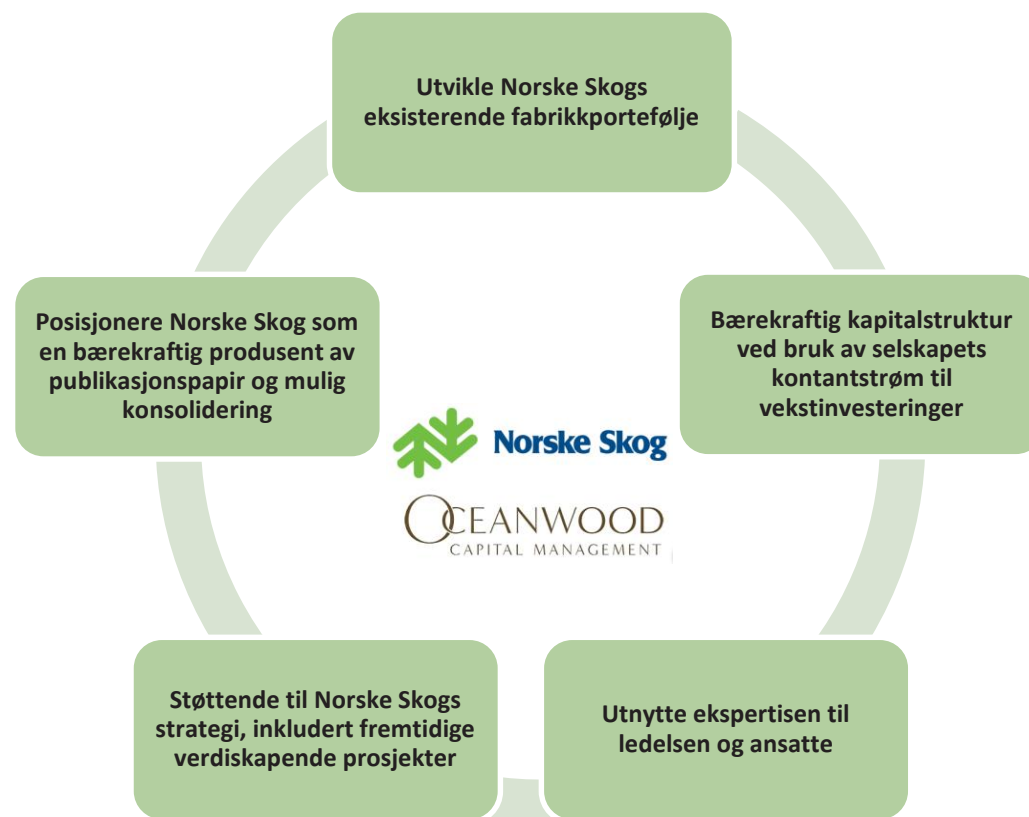 Utvikle Norske Skogs
eksisterende fabrikkportefølje
Posisjonere Norske Skog som
en bærekraftig produsent av
publikasjonspapir og mulig
konsolidering
Bærekraftig kapitalstruktur
ved bruk av selskapets
kontantstrøm til
vekstinvesteringer
Norske Skog
OCEANWOOD
CAPITAL MANAGEMENT
Støttende til Norske Skogs
strategi, inkludert fremtidige
verdiskapende prosjekter
Utnytte ekspertisen til
ledelsen og ansatte